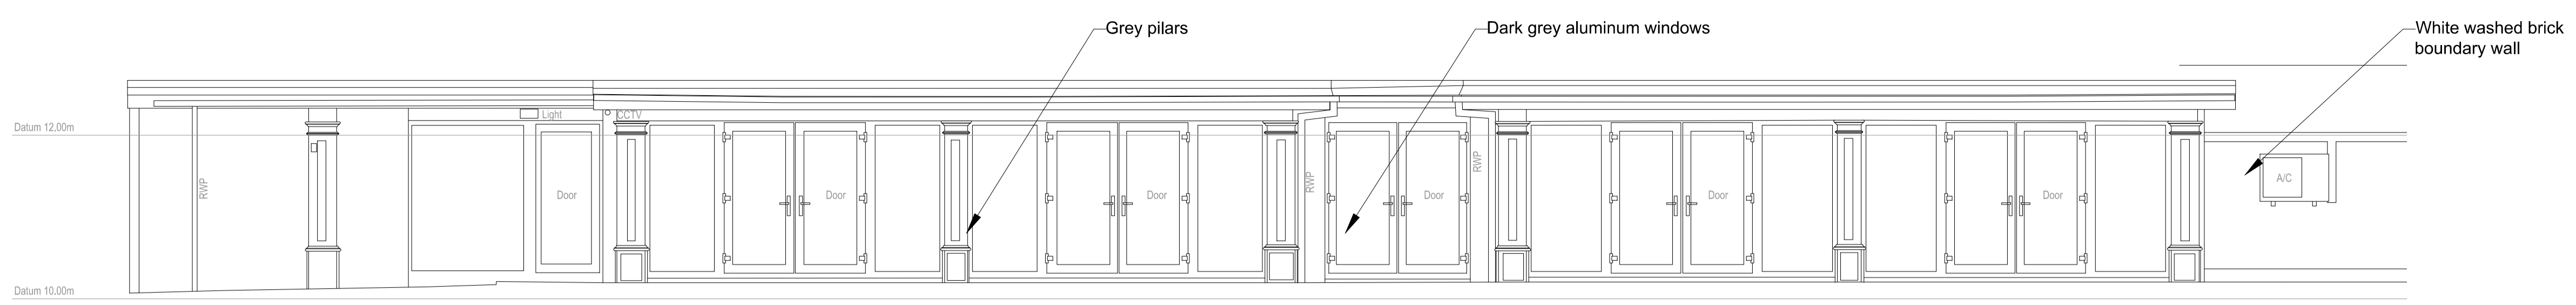 Grey pilars
Dark grey aluminum windows
White washed brick
boundary wall
Light
CCTV
Datum 12.00m
RWP
Door
Door
Door
RWP
Door
RWP
Door
Door
A/C
Datum 10.00m